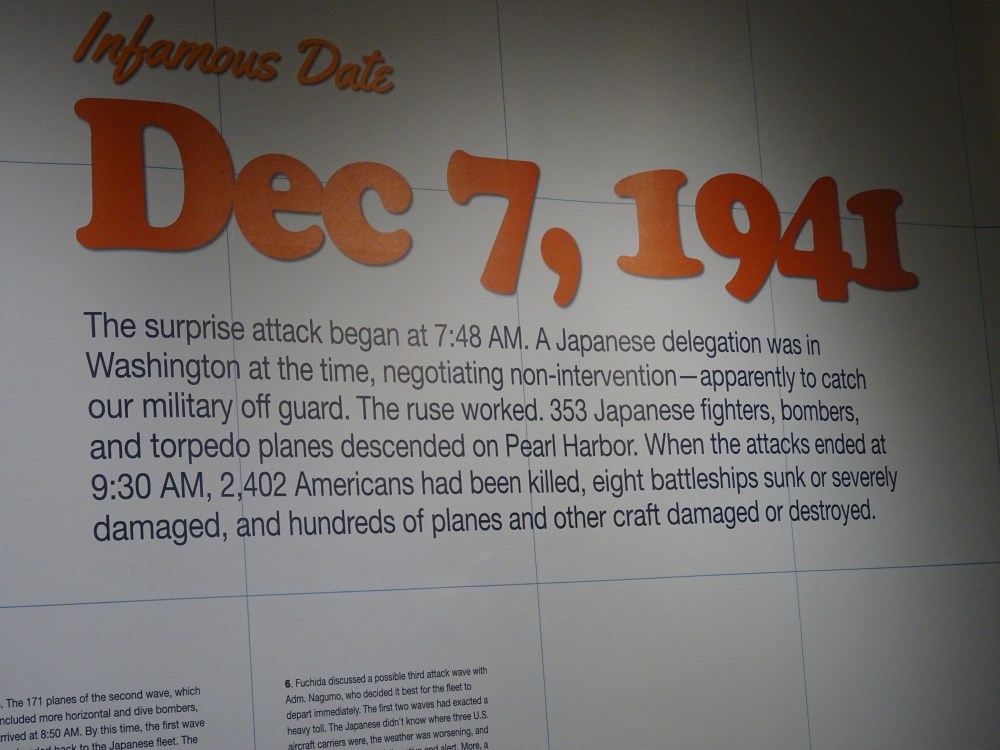 Infamous Date
Dec 7, 1941
The surprise attack began at 7:48 AM. A Japanese delegation was in
Washington at the time, negotiating non-intervention—apparently to catch
our military off guard. The ruse worked. 353 Japanese fighters, bombers,
and torpedo planes descended on Pearl Harbor. When the attacks ended at
9:30 AM, 2,402 Americans had been killed, eight battleships sunk or severely
damaged, and hundreds of planes and other craft damaged or destroyed.
. The 171 planes of the second wave, which
ncluded more horizontal and dive bombers,
rrived at 8:50 AM. By this time, the first wave
back to the Japanese fleet. The
6. Fuchida discussed a possible third attack wave with
Adm. Nagumo, who decided it best for the fleet to
depart immediately. The first two waves had exacted a
heavy toll. The Japanese didn't know where three U.S.
aircraft carriers were, the weather was worsening, and
and alert. More, a